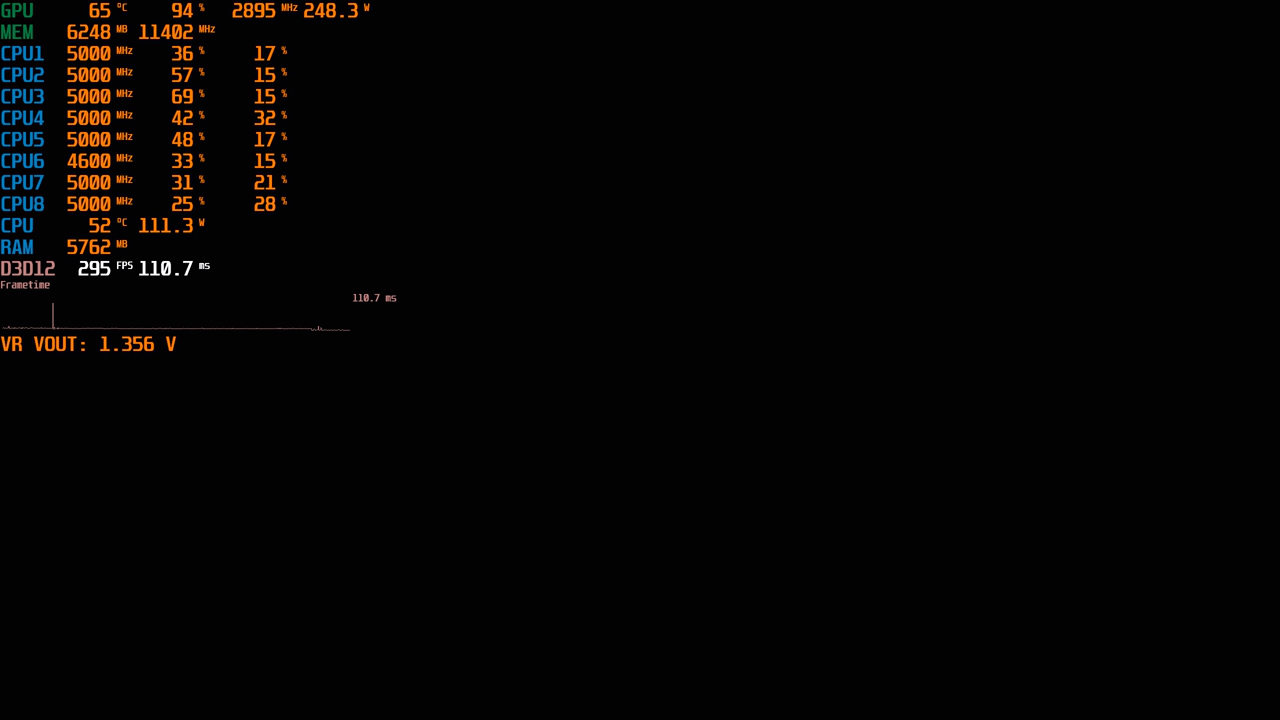 GPU 65 °C 94 % 2895 MHz 248.3 W
MEM 6248 MB 11402 MHz
CPU1 5000 MHz 36 % 17 %
CPU2 5000 MHz 57 % 15 %
CPU3 5000 MHz 69 % 15 %
CPU4 5000 MHz 42 % 32 %
CPU5 5000 MHz 48 % 17 %
CPU6 4600 MHz 33 % 15 %
CPU7 5000 MHz 31 % 21 %
CPU8 5000 MHz 25 % 28 %
CPU 52 °C 111.3 W
RAM 5762 MB
D3D12 295 FPS 110.7 ms
Frametime
110.7 ms
VR VOUT: 1.356 V